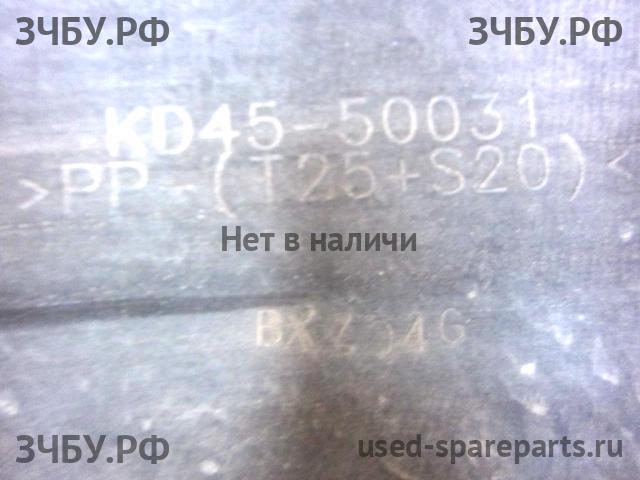 ЗЧБУ.РФ ЗЧБУ.РФ
KD45-50031
>PP-(T25+S20)<
Нет в наличи
ЗЧБУ.РФ used-spareparts.ru